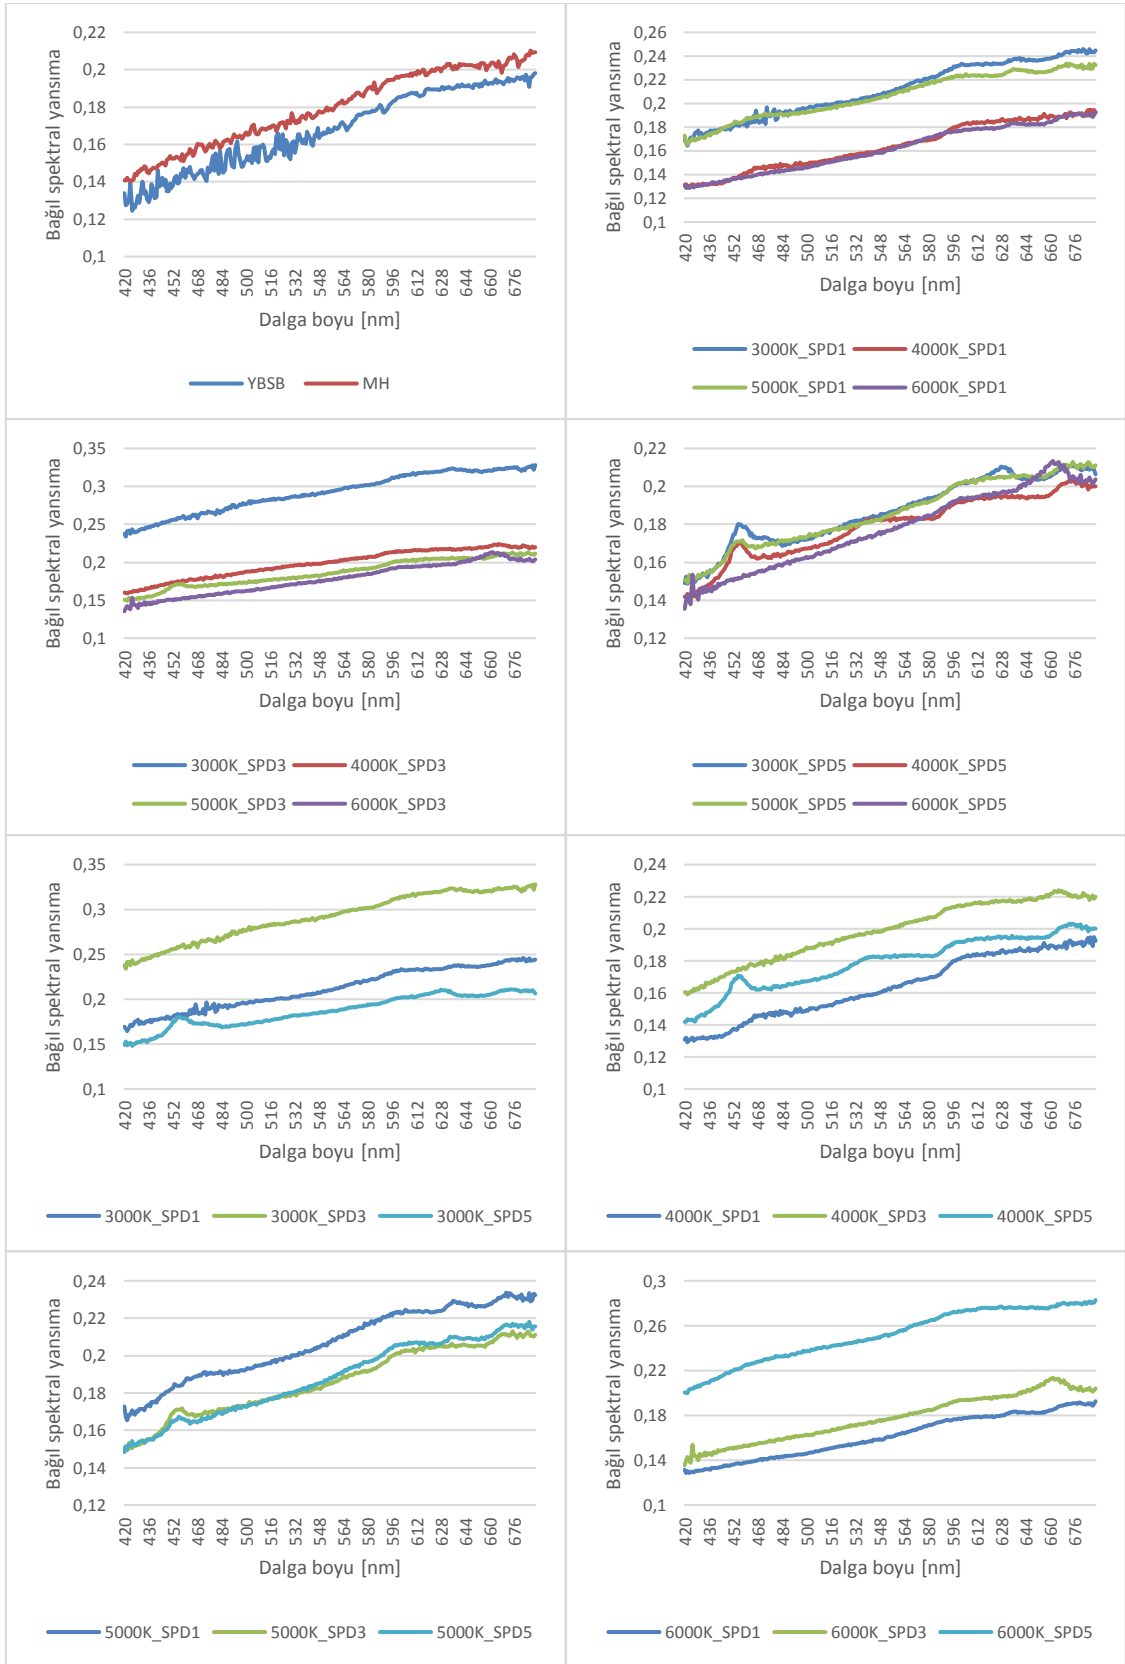 0,22
0,2
0,18
0,16
0,14
0,12
0,1
Bağıl spektral yansıma
420 436 452 468 484 500 516 532 548 564 580 596 612 628 644 660 676
Dalga boyu [nm]
YBSB MH
0,26
0,24
0,22
0,2
0,18
0,16
0,14
0,12
0,1
Bağıl spektral yansıma
420 436 452 468 484 500 516 532 548 564 580 596 612 628 644 660 676
Dalga boyu [nm]
3000K_SPD1 4000K_SPD1
5000K_SPD1 6000K_SPD1
0,35
0,3
0,25
0,2
0,15
0,1
Bağıl spektral yansıma
420 436 452 468 484 500 516 532 548 564 580 596 612 628 644 660 676
Dalga boyu [nm]
3000K_SPD3 4000K_SPD3
5000K_SPD3 6000K_SPD3
0,22
0,2
0,18
0,16
0,14
0,12
Bağıl spektral yansıma
420 436 452 468 484 500 516 532 548 564 580 596 612 628 644 660 676
Dalga boyu [nm]
3000K_SPD5 4000K_SPD5
5000K_SPD5 6000K_SPD5
0,35
0,3
0,25
0,2
0,15
0,1
Bağıl spektral yansıma
420 436 452 468 484 500 516 532 548 564 580 596 612 628 644 660 676
Dalga boyu [nm]
3000K_SPD1 3000K_SPD3 3000K_SPD5
0,24
0,22
0,2
0,18
0,16
0,14
0,12
0,1
Bağıl spektral yansıma
420 436 452 468 484 500 516 532 548 564 580 596 612 628 644 660 676
Dalga boyu [nm]
4000K_SPD1 4000K_SPD3 4000K_SPD5
0,24
0,22
0,2
0,18
0,16
0,14
0,12
Bağıl spektral yansıma
420 436 452 468 484 500 516 532 548 564 580 596 612 628 644 660 676
Dalga boyu [nm]
5000K_SPD1 5000K_SPD3 5000K_SPD5
0,3
0,26
0,22
0,18
0,14
0,1
Bağıl spektral yansıma
420 436 452 468 484 500 516 532 548 564 580 596 612 628 644 660 676
Dalga boyu [nm]
6000K_SPD1 6000K_SPD3 6000K_SPD5